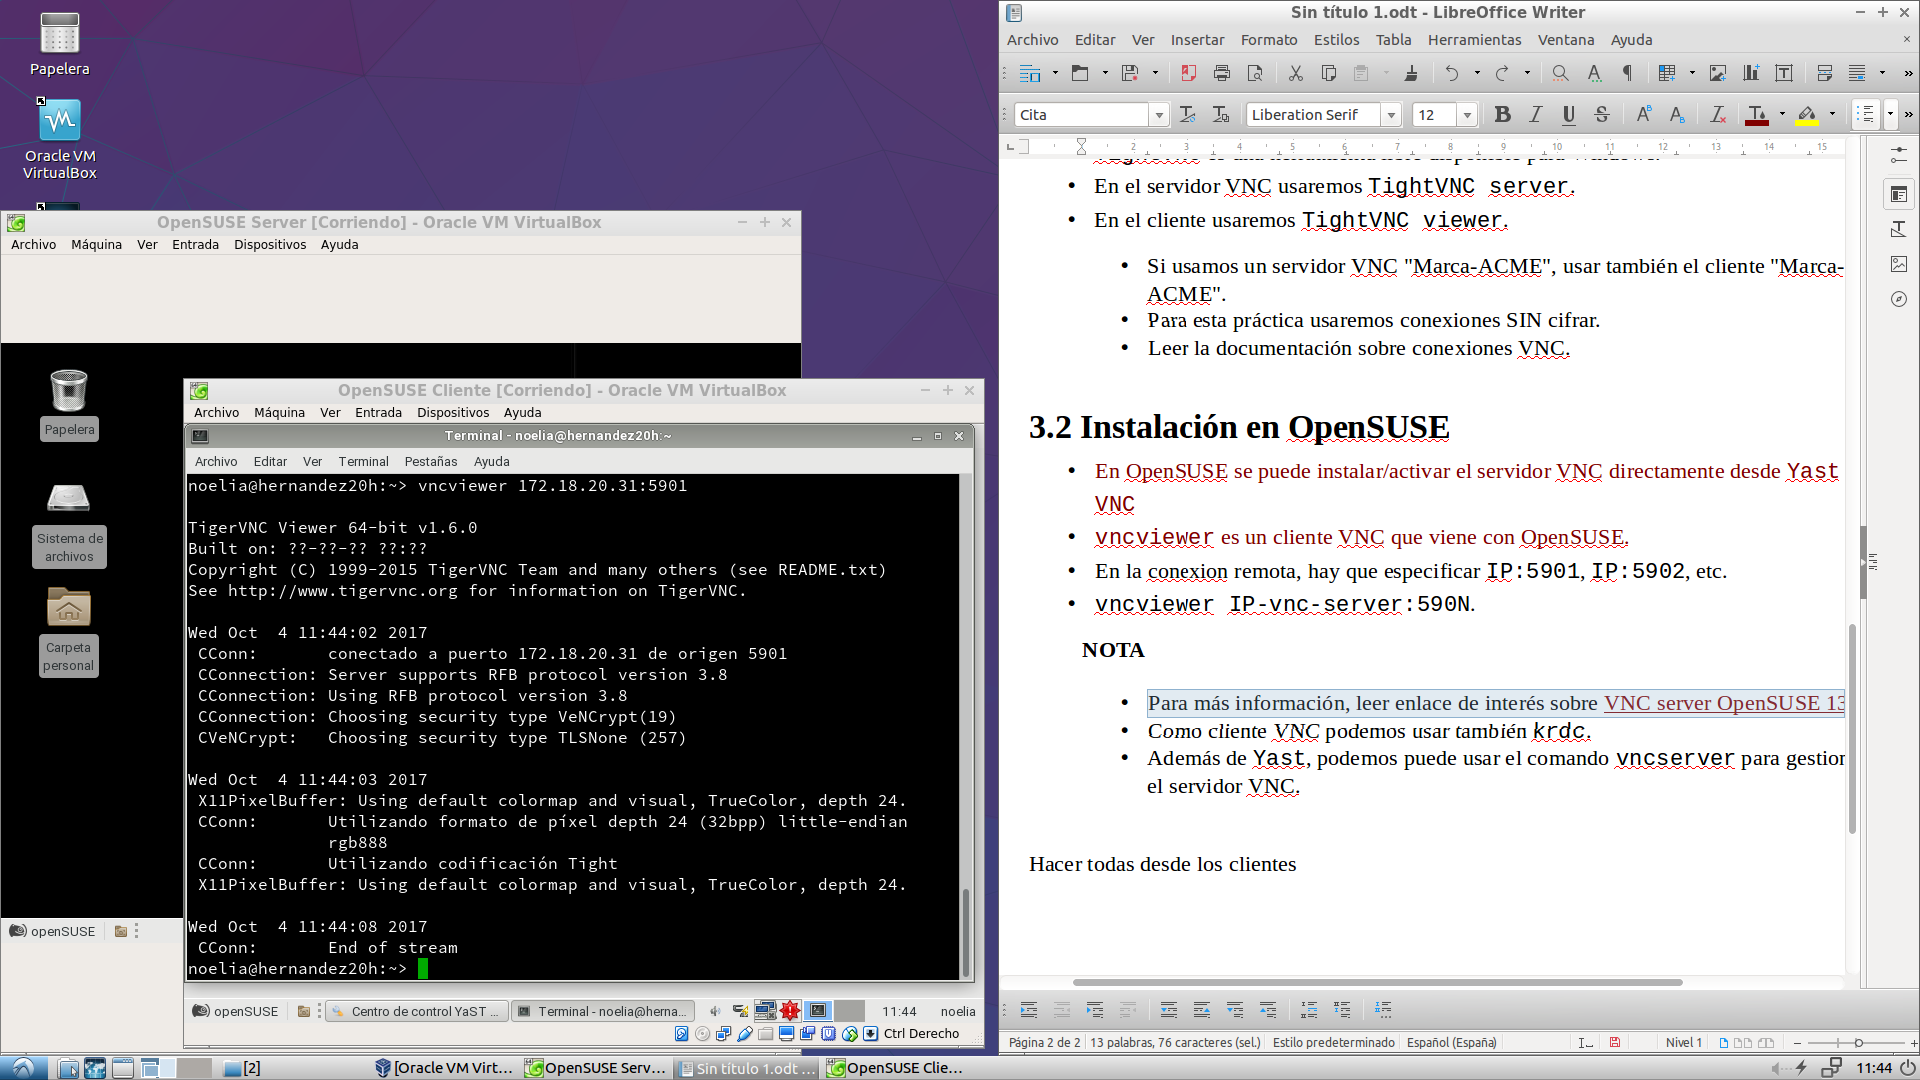 Papelera
Oracle VM
VirtualBox
OpenSUSE Server [Corriendo] - Oracle VM VirtualBox
Archivo Máquina Ver Entrada Dispositivos Ayuda
Papelera
Sistema de
archivos
Carpeta
personal
openSUSE
OpenSUSE Cliente [Corriendo] - Oracle VM VirtualBox
Archivo Máquina Ver Entrada Dispositivos Ayuda
Terminal - noelia@hernandez20h:~
Archivo Editar Ver Terminal Pestañas Ayuda
noelia@hernandez20h:~> vncviewer 172.18.20.31:5901
TigerVNC Viewer 64-bit v1.6.0
Built on: ??-??-?? ??:??
Copyright (C) 1999-2015 TigerVNC Team and many others (see README.txt)
See http://www.tigervnc.org for information on TigerVNC.
Wed Oct  4 11:44:02 2017
CConn:       conectado a puerto 172.18.20.31 de origen 5901
CConnection: Server supports RFB protocol version 3.8
CConnection: Using RFB protocol version 3.8
CConnection: Choosing security type VeNCrypt(19)
CVeNCrypt:   Choosing security type TLSNone (257)
Wed Oct  4 11:44:03 2017
X11PixelBuffer: Using default colormap and visual, TrueColor, depth 24.
CConn:       Utilizando formato de píxel depth 24 (32bpp) little-endian
rgb888
CConn:       Utilizando codificación Tight
X11PixelBuffer: Using default colormap and visual, TrueColor, depth 24.
Wed Oct  4 11:44:08 2017
CConn:       End of stream
noelia@hernandez20h:~>
openSUSE Centro de control YaST ... Terminal - noelia@herna... 11:44 noelia
Ctrl Derecho
Sin título 1.odt - LibreOffice Writer
Archivo Editar Ver Insertar Formato Estilos Tabla Herramientas Ventana Ayuda
Cita Liberation Serif 12
2 3 4 5 6 7 8 9 10 11 12 13 14 15
• En el servidor VNC usaremos TightVNC server.
• En el cliente usaremos TightVNC viewer.
• Si usamos un servidor VNC "Marca-ACME", usar también el cliente "Marca-
ACME".
• Para esta práctica usaremos conexiones SIN cifrar.
• Leer la documentación sobre conexiones VNC.
3.2 Instalación en OpenSUSE
• En OpenSUSE se puede instalar/activar el servidor VNC directamente desde Yast
VNC
• vncviewer es un cliente VNC que viene con OpenSUSE.
• En la conexion remota, hay que especificar IP:5901, IP:5902, etc.
• vncviewer IP-vnc-server:590N.
NOTA
• Para más información, leer enlace de interés sobre VNC server OpenSUSE 13
• Como cliente VNC podemos usar también krdc.
• Además de Yast, podemos puede usar el comando vncserver para gestion
el servidor VNC.
Hacer todas desde los clientes
Página 2 de 2 13 palabras, 76 caracteres (sel.) Estilo predeterminado Español (España) Nivel 1
[2] [Oracle VM Virt... OpenSUSE Serv... Sin título 1.odt ... OpenSUSE Clie... 11:44